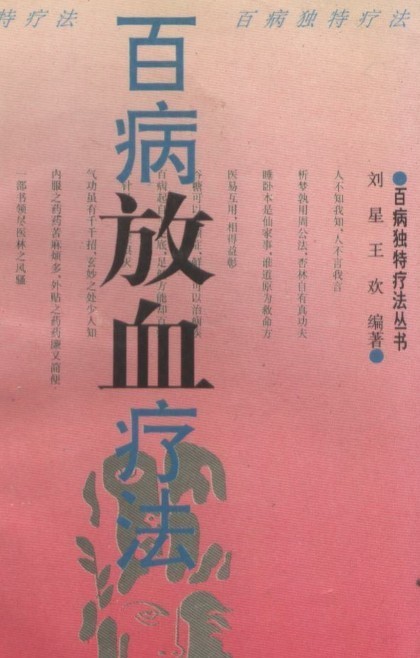 特疗法 百病独特疗法
百病放血疗法
●百病独特疗法丛书●
刘星 王欢 编著
人不知我知，人不言我言
析梦孰用周公法，杏林自有真功夫
睡卧本是仙家事，谁道原为救命方
医易互用，相得益彰
气功虽有千千招，玄妙之处少人知
内服之药药苦麻烦多，外贴之药药廉又简便
一部书领尽医林之风骚